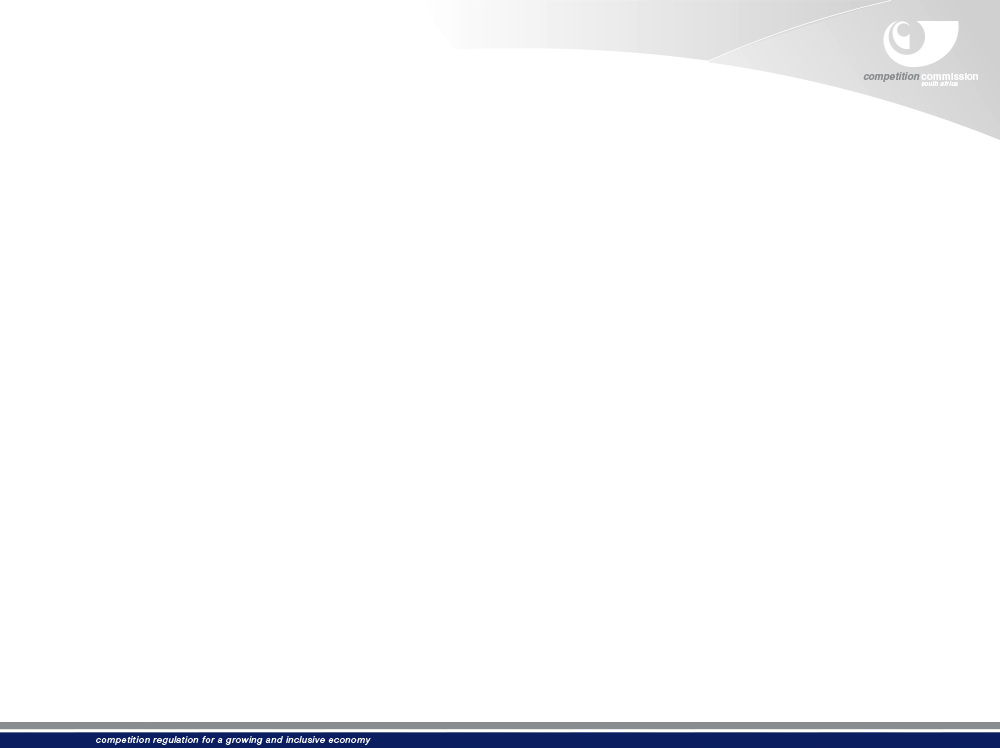 competition commission
south africa
competition regulation for a growing and inclusive economy